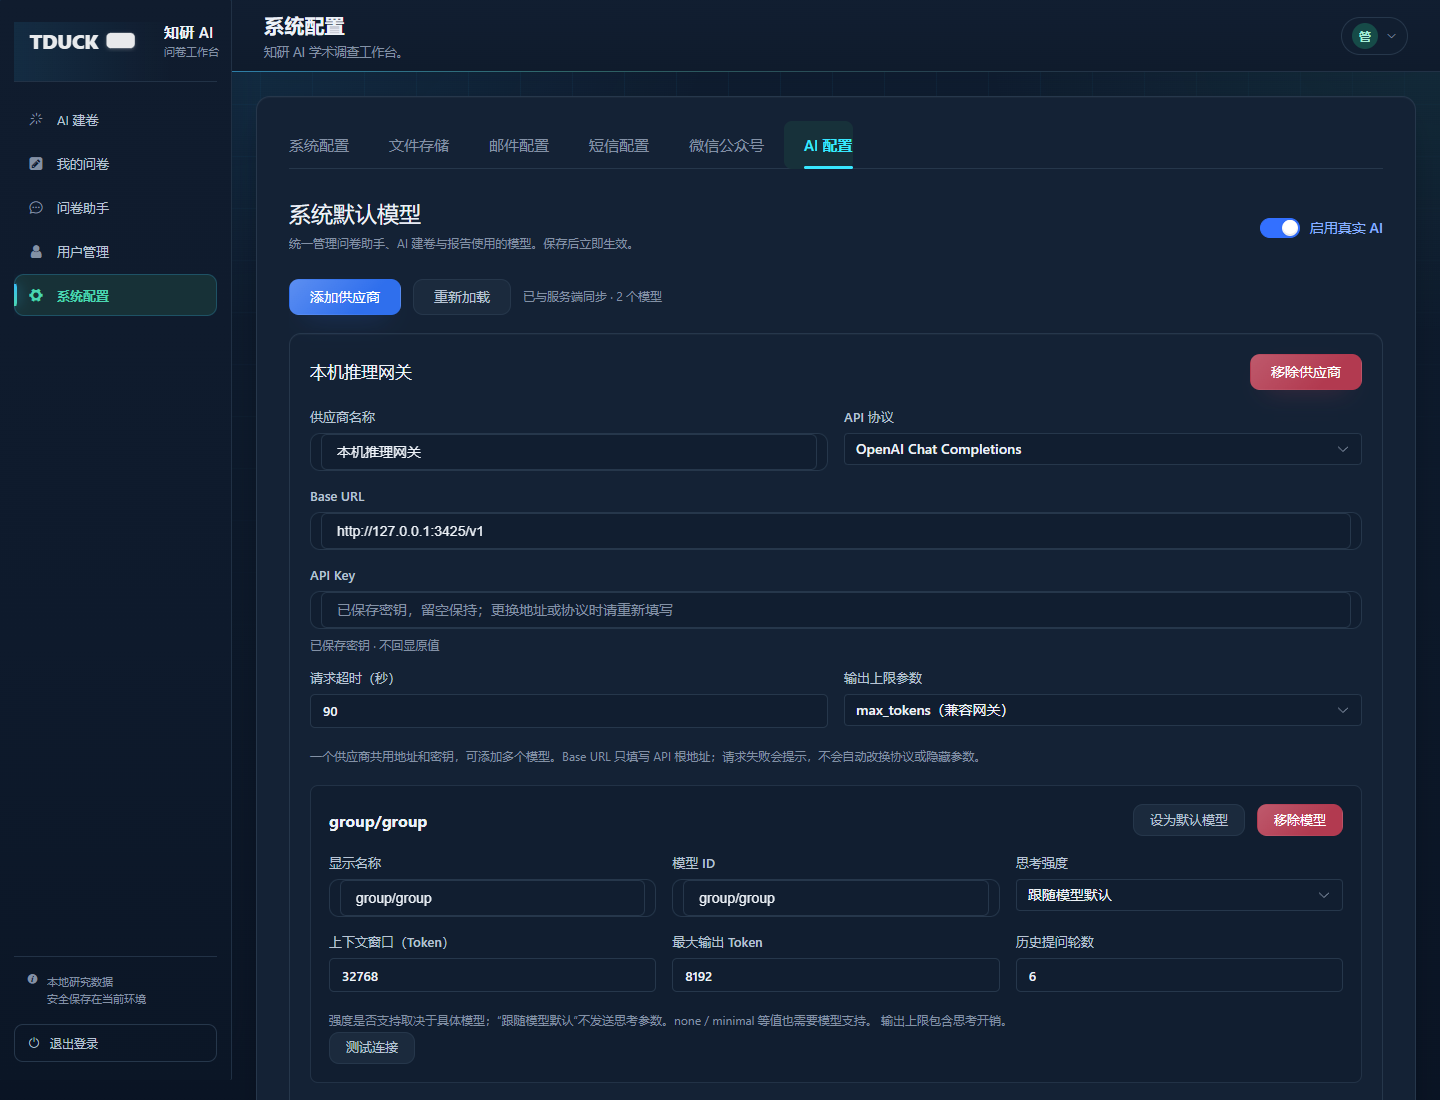 TDUCK
知研 AI
问卷工作台
AI 建卷
我的问卷
问卷助手
用户管理
系统配置
本地研究数据
安全保存在当前环境
退出登录
系统配置
知研 AI 学术调查工作台。
管
系统配置
文件存储
邮件配置
短信配置
微信公众号
AI 配置
系统默认模型
统一管理问卷助手、AI 建卷与报告使用的模型。保存后立即生效。
启用真实 AI
添加供应商
重新加载
已与服务端同步 · 2 个模型
本机推理网关
移除供应商
供应商名称
本机推理网关
API 协议
OpenAI Chat Completions
Base URL
http://127.0.0.1:3425/v1
API Key
已保存密钥，留空保持；更换地址或协议时请重新填写
已保存密钥 · 不回显原值
请求超时（秒）
90
输出上限参数
max_tokens（兼容网关）
一个供应商共用地址和密钥，可添加多个模型。Base URL 只填写 API 根地址；请求失败会提示，不会自动改换协议或隐藏参数。
group/group
设为默认模型
移除模型
显示名称
group/group
模型 ID
group/group
思考强度
跟随模型默认
上下文窗口（Token）
32768
最大输出 Token
8192
历史提问轮数
6
强度是否支持取决于具体模型；“跟随模型默认”不发送思考参数。none / minimal 等值也需要模型支持。 输出上限包含思考开销。
测试连接